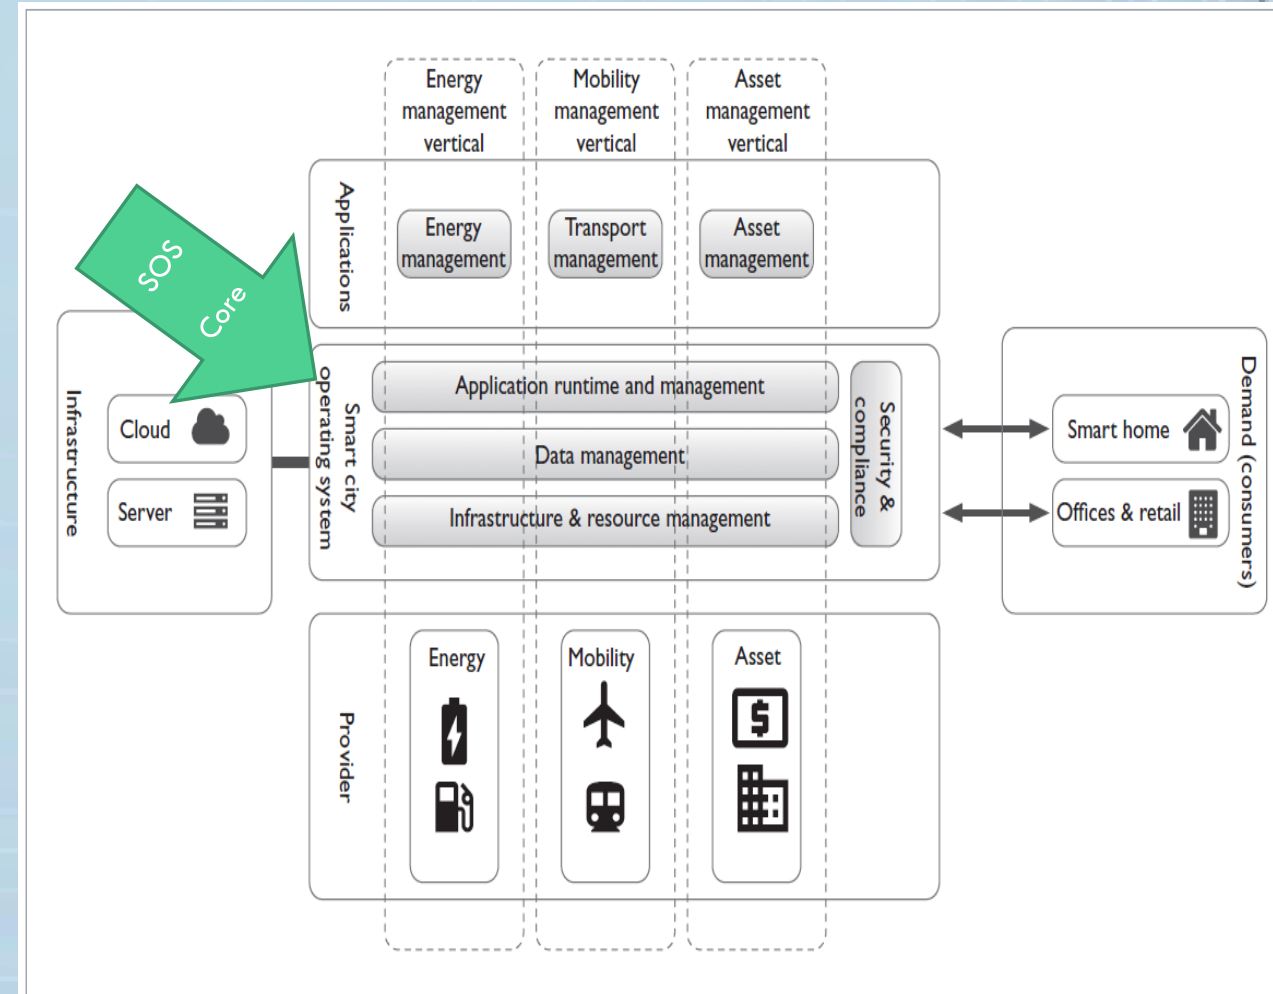 Energy
management
vertical
Mobility
management
vertical
Asset
management
vertical
Applications
Energy
management
Transport
management
Asset
management
SOS
Core
Infrastructure
Cloud
Server
Smart city
operating system
Application runtime and management
Data management
Infrastructure & resource management
Security &
compliance
Demand (consumers)
Smart home
Offices & retail
Provider
Energy
Mobility
Asset
$